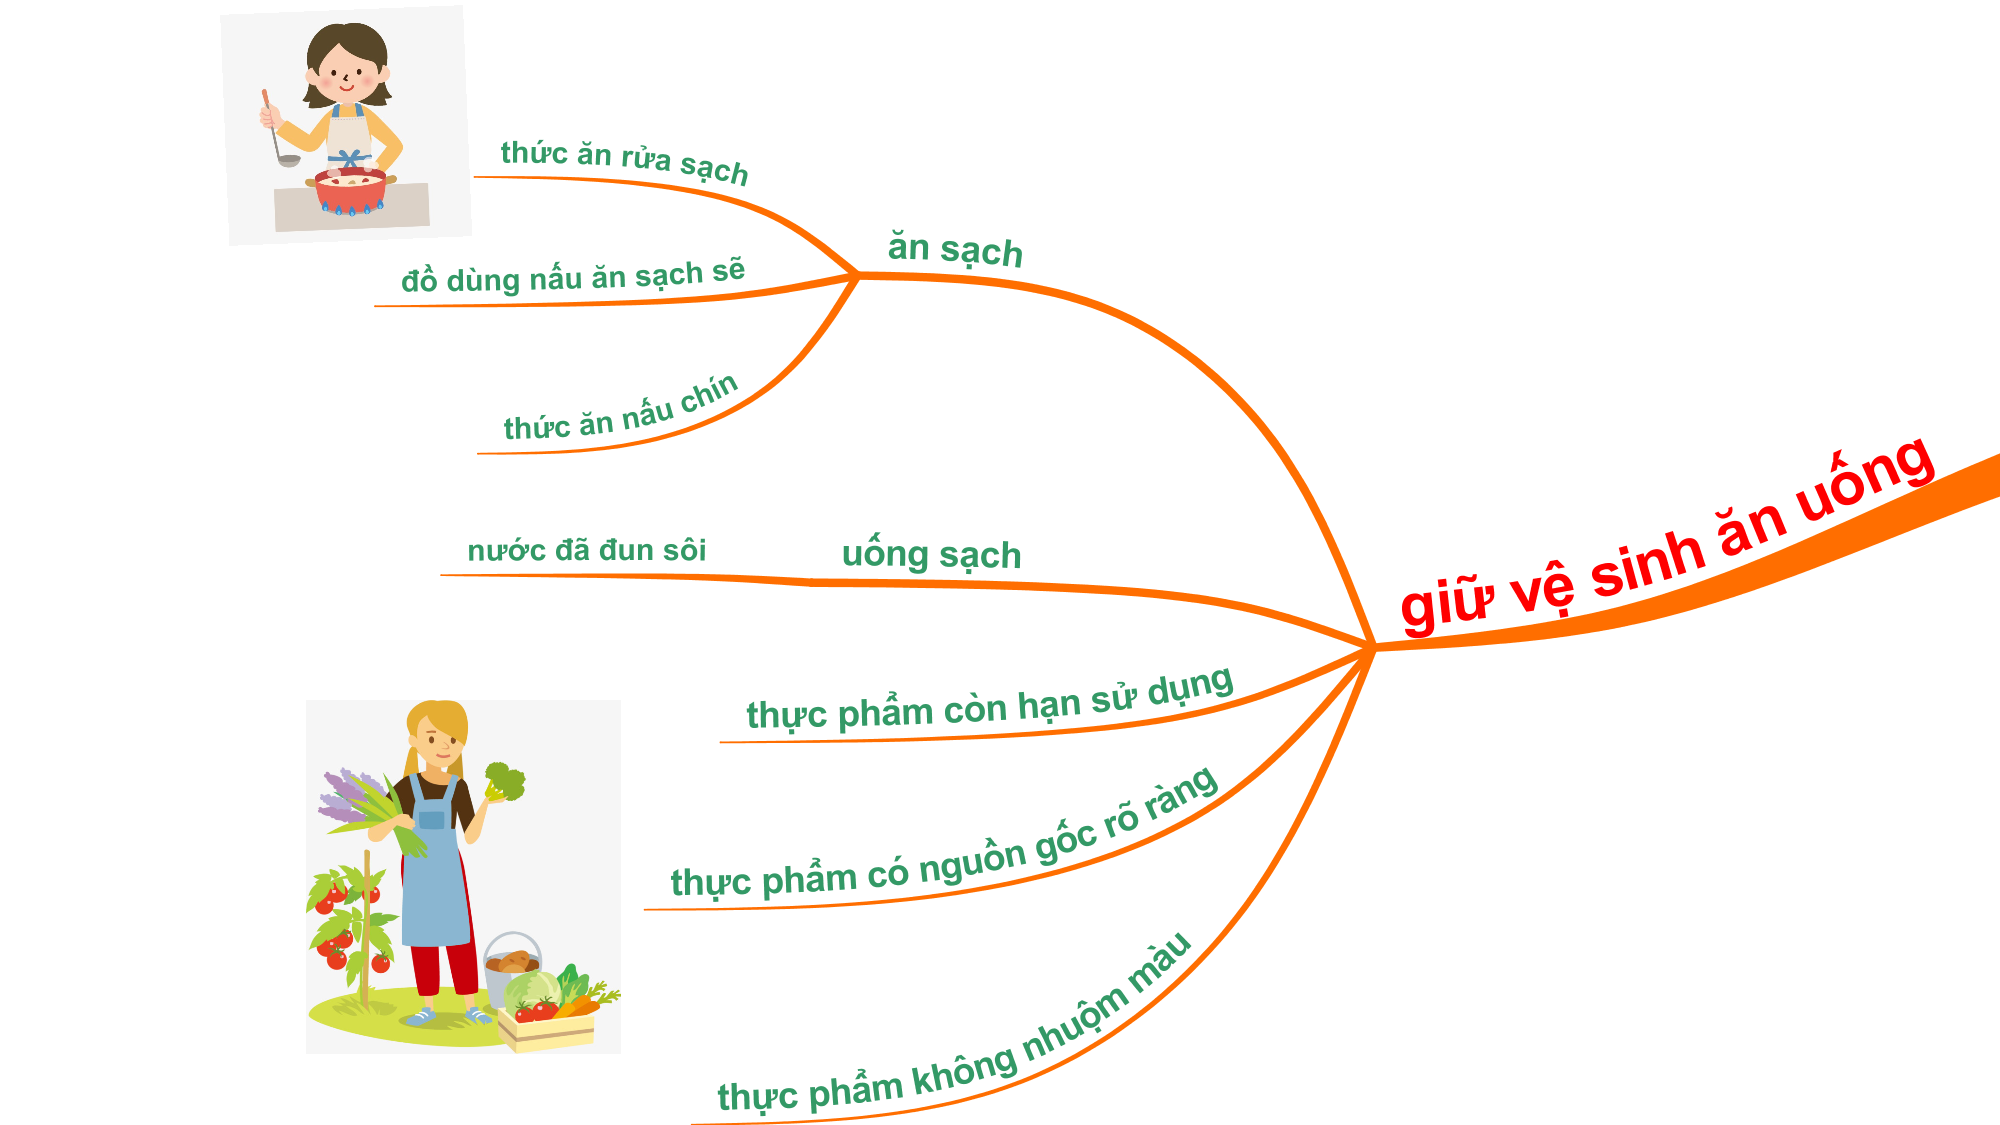 thức ăn rửa sạch
ăn sạch
đồ dùng nấu ăn sạch sẽ
thức ăn nấu chín
giữ vệ sinh ăn uống
nước đã đun sôi
uống sạch
thực phẩm còn hạn sử dụng
thực phẩm có nguồn gốc rõ ràng
thực phẩm không nhuộm màu